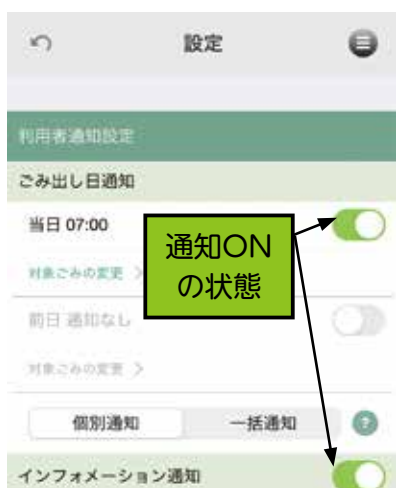 設定
利用者通知設定
ごみ出し日通知
当日 07:00
通知ON
の状態
対象ごみの変更 >
前日 通知なし
対象ごみの変更 >
個別通知 一括通知 ?
インフォメーション通知